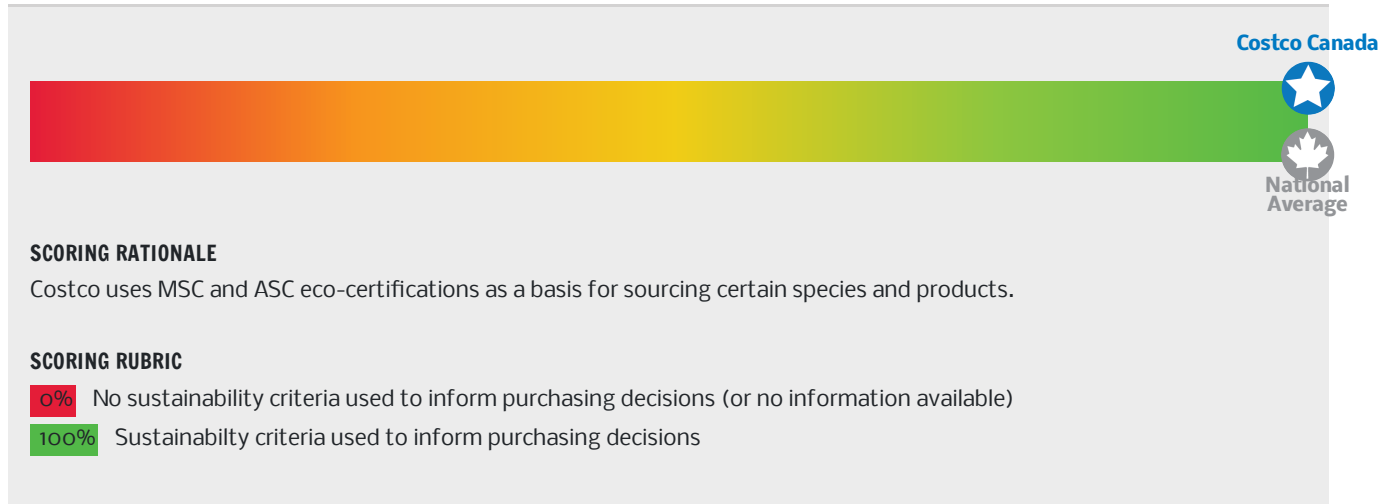 Costco Canada
National
Average
SCORING RATIONALE
Costco uses MSC and ASC eco-certifications as a basis for sourcing certain species and products.
SCORING RUBRIC
0% No sustainability criteria used to inform purchasing decisions (or no information available)
100% Sustainabilty criteria used to inform purchasing decisions